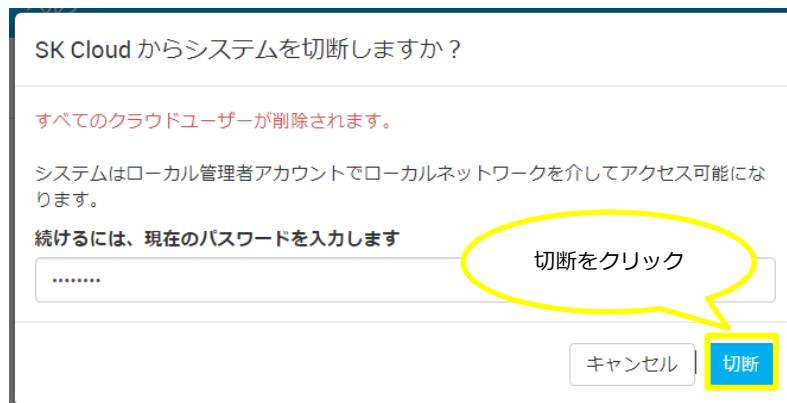 SK Cloud からシステムを切断しますか？
すべてのクラウドユーザーが削除されます。
システムはローカル管理者アカウントでローカルネットワークを介してアクセス可能にな
ります。
続けるには、現在のパスワードを入力します
切断をクリック
........
キャンセル
切断